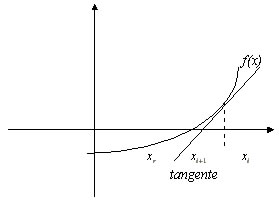 f(x)
x_r x_{i+1} x_i
tangente